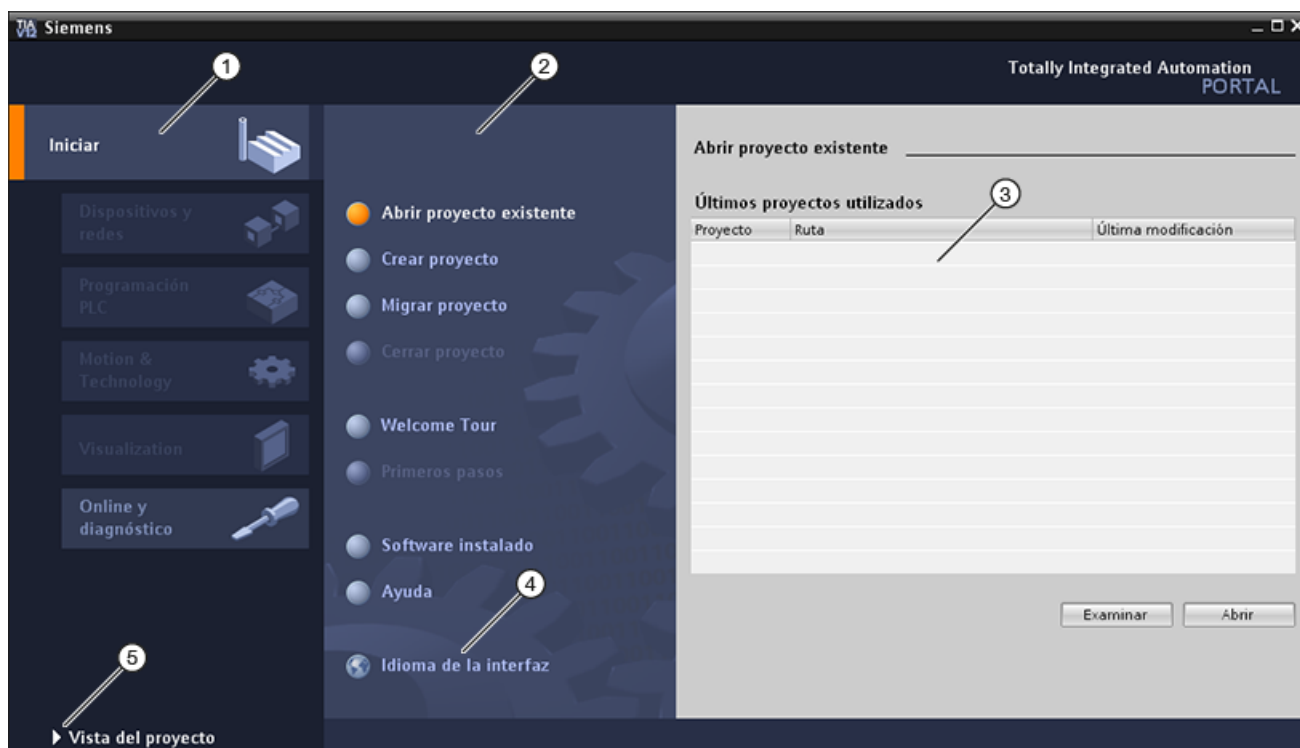 TIA V12 Siemens
Totally Integrated Automation
PORTAL
1
2
Iniciar
Dispositivos y
redes
Programación
PLC
Motion &
Technology
Visualization
Online y
diagnóstico
5
Vista del proyecto
Abrir proyecto existente
Crear proyecto
Migrar proyecto
Cerrar proyecto
Welcome Tour
Primeros pasos
Software instalado
Ayuda
4
Idioma de la interfaz
Abrir proyecto existente
Últimos proyectos utilizados
3
Proyecto Ruta Última modificación
Examinar Abrir